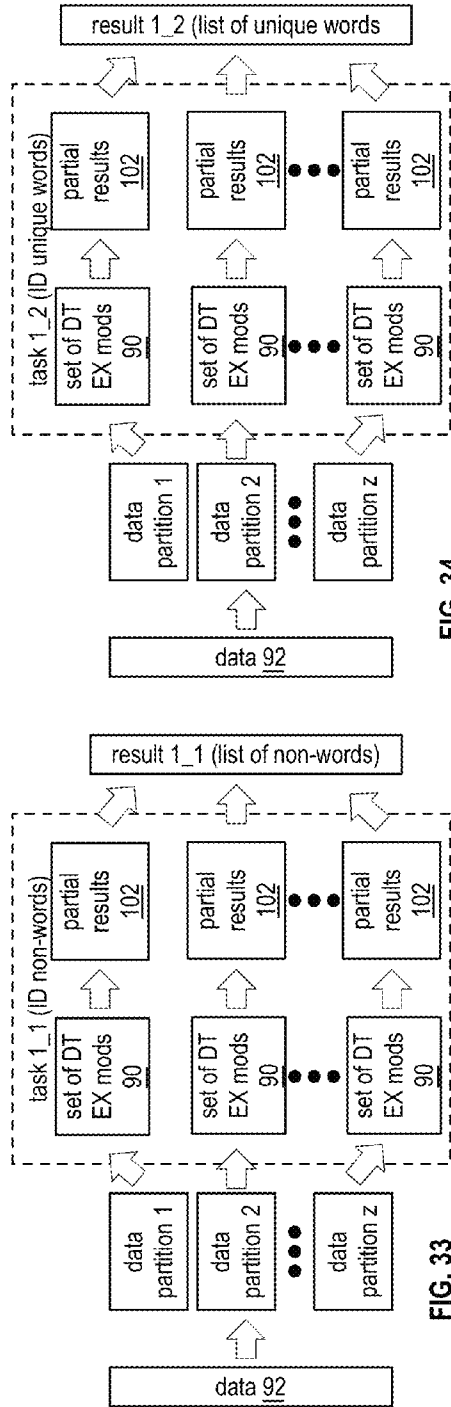 task 1_1 (ID non-words)
data 92
data
partition 1
set of DT
EX mods
90
partial
results
102
data
partition 2
set of DT
EX mods
90
partial
results
102
data
partition z
set of DT
EX mods
90
partial
results
102
result 1_1 (list of non-words)
FIG. 33
task 1_2 (ID unique words)
data 92
data
partition 1
set of DT
EX mods
90
partial
results
102
data
partition 2
set of DT
EX mods
90
partial
results
102
data
partition z
set of DT
EX mods
90
partial
results
102
result 1_2 (list of unique words
FIG. 34